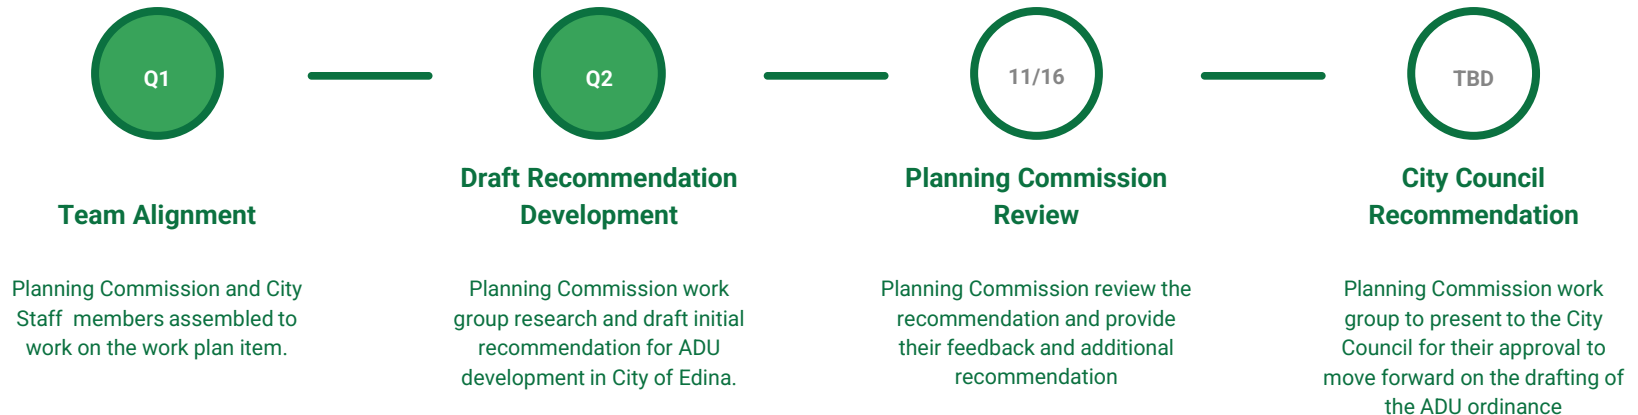 Q1
Team Alignment
Planning Commission and City
Staff  members assembled to
work on the work plan item.
Q2
Draft Recommendation
Development
Planning Commission work
group research and draft initial
recommendation for ADU
development in City of Edina.
11/16
Planning Commission
Review
Planning Commission review the
recommendation and provide
their feedback and additional
recommendation
TBD
City Council
Recommendation
Planning Commission work
group to present to the City
Council for their approval to
move forward on the drafting of
the ADU ordinance